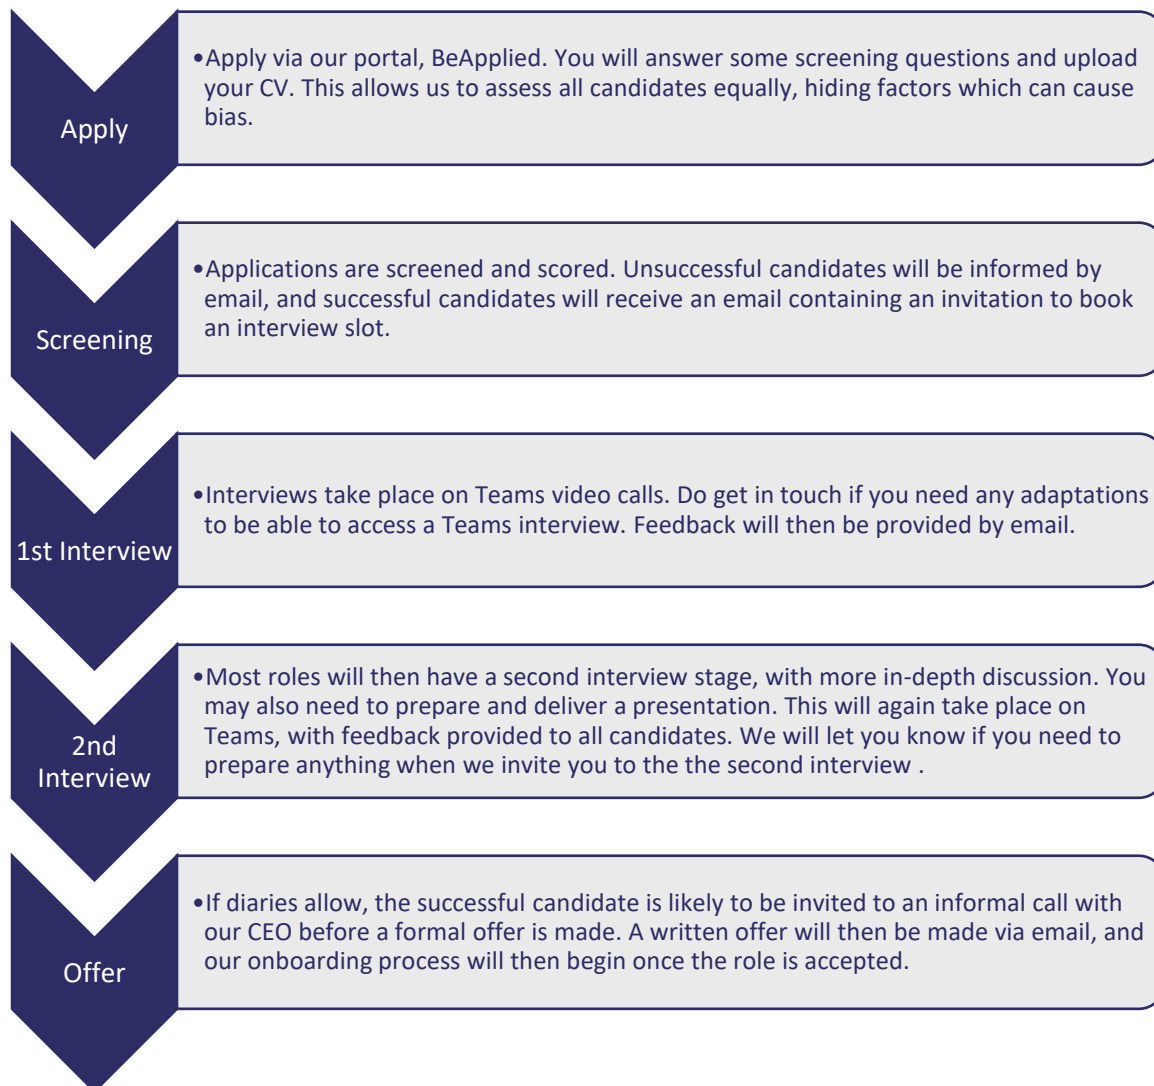 Apply
•Apply via our portal, BeApplied. You will answer some screening questions and upload
your CV. This allows us to assess all candidates equally, hiding factors which can cause
bias.
Screening
•Applications are screened and scored. Unsuccessful candidates will be informed by
email, and successful candidates will receive an email containing an invitation to book
an interview slot.
1st Interview
•Interviews take place on Teams video calls. Do get in touch if you need any adaptations
to be able to access a Teams interview. Feedback will then be provided by email.
2nd
Interview
•Most roles will then have a second interview stage, with more in-depth discussion. You
may also need to prepare and deliver a presentation. This will again take place on
Teams, with feedback provided to all candidates. We will let you know if you need to
prepare anything when we invite you to the the second interview .
Offer
•If diaries allow, the successful candidate is likely to be invited to an informal call with
our CEO before a formal offer is made. A written offer will then be made via email, and
our onboarding process will then begin once the role is accepted.